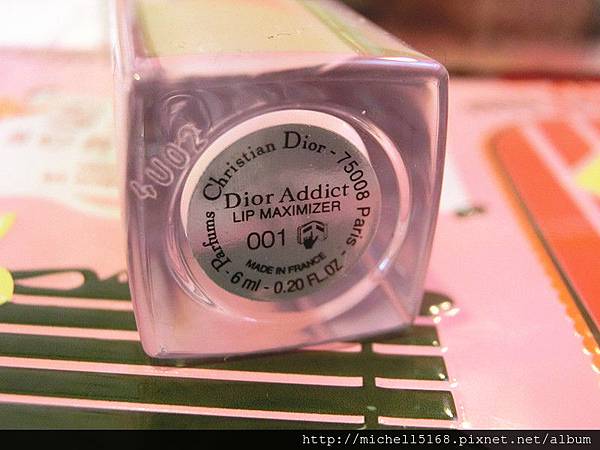 4U02
Parfums Christian Dior - 75008 Paris -
Dior Addict
LIP MAXIMIZER
001
MADE IN FRANCE
6 ml - 0.20 FL.OZ -
http://michell5168.pixnet.net/album